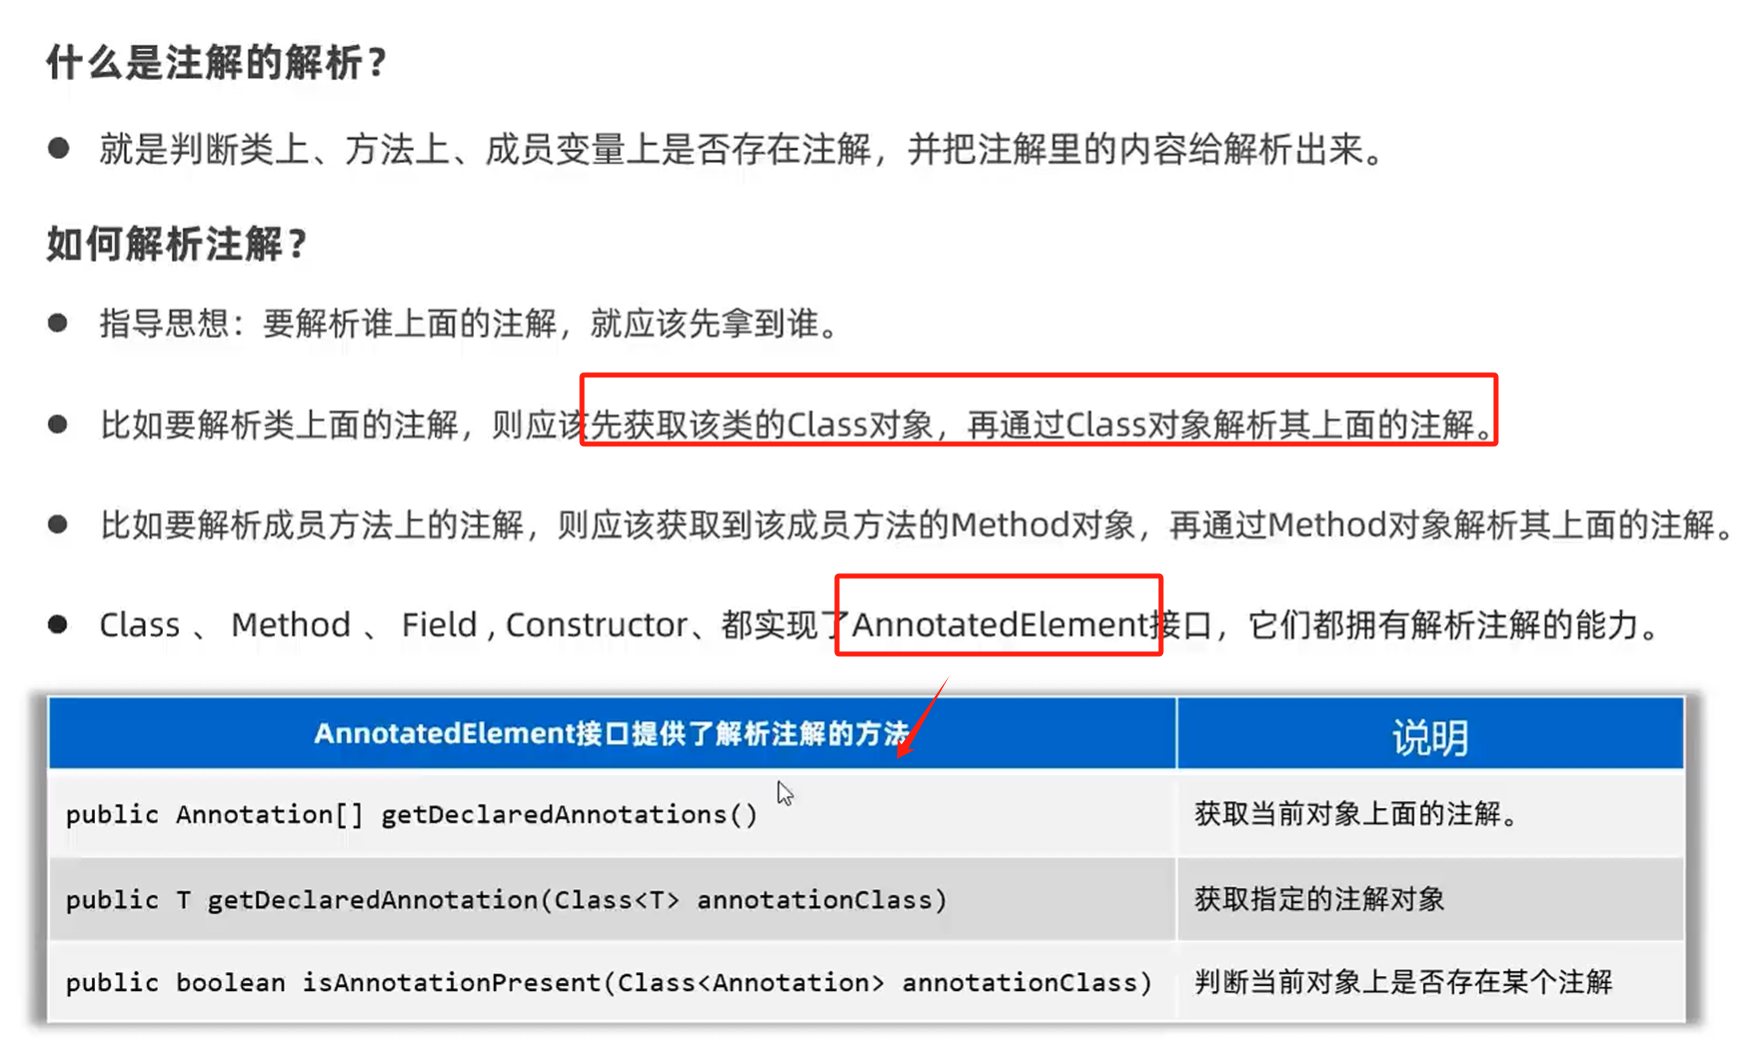 什么是注解的解析?
● 就是判断类上、方法上、成员变量上是否存在注解，并把注解里的内容给解析出来。
如何解析注解?
● 指导思想：要解析谁上面的注解，就应该先拿到谁。
● 比如要解析类上面的注解，则应该先获取该类的Class对象，再通过Class对象解析其上面的注解。
● 比如要解析成员方法上的注解，则应该获取到该成员方法的Method对象，再通过Method对象解析其上面的注解。
● Class 、 Method 、 Field , Constructor、都实现了AnnotatedElement接口，它们都拥有解析注解的能力。
AnnotatedElement接口提供了解析注解的方法 说明
public Annotation[] getDeclaredAnnotations() 获取当前对象上面的注解。
public T getDeclaredAnnotation(Class<T> annotationClass) 获取指定的注解对象
public boolean isAnnotationPresent(Class<Annotation> annotationClass) 判断当前对象上是否存在某个注解